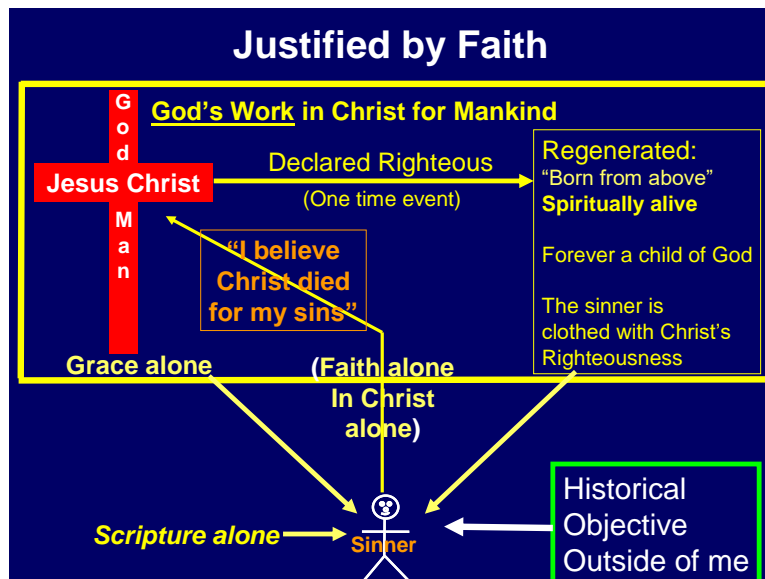 Justified by Faith
God's Work in Christ for Mankind
God
Jesus Christ
Man
Declared Righteous
(One time event)
Regenerated:
“Born from above”
Spiritually alive
Forever a child of God
The sinner is
clothed with Christ's
Righteousness
“I believe
Christ died
for my sins”
Grace alone
(Faith alone
In Christ
alone)
Scripture alone
Sinner
Historical
Objective
Outside of me